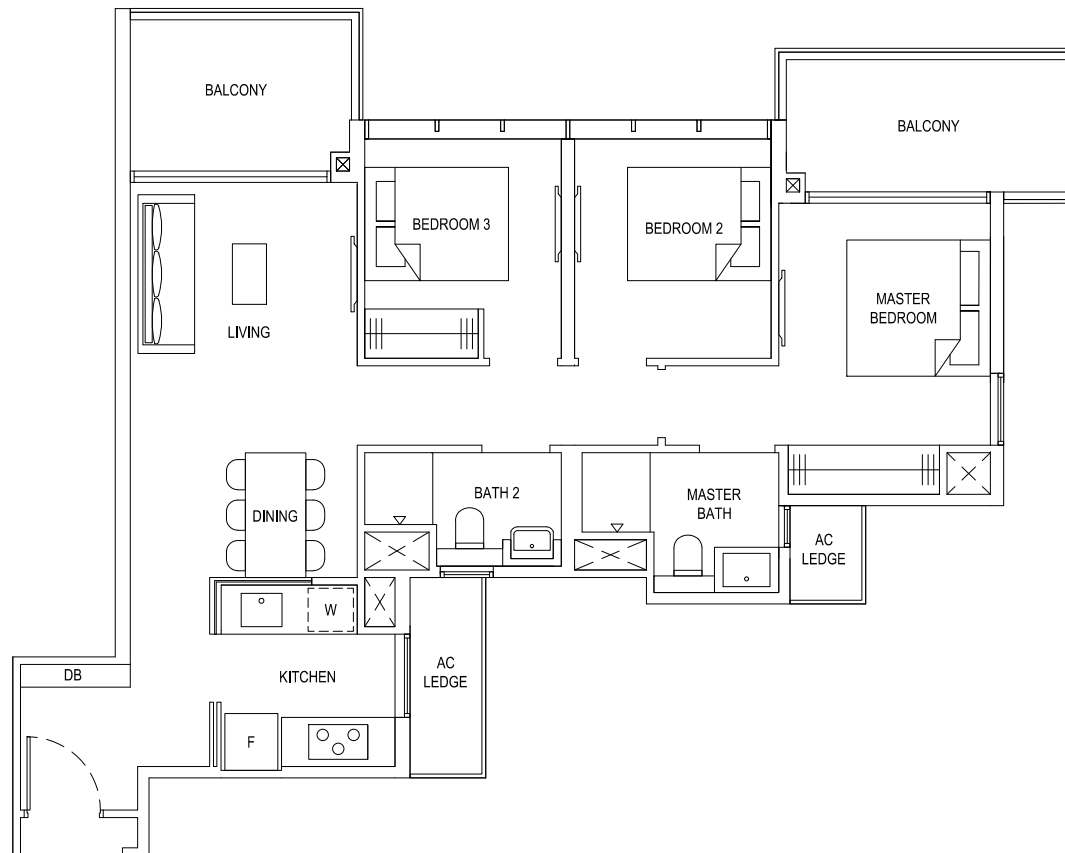 BALCONY
BALCONY
BEDROOM 3
BEDROOM 2
MASTER
BEDROOM
LIVING
BATH 2
MASTER
BATH
DINING
AC
LEDGE
W
AC
LEDGE
DB
KITCHEN
F